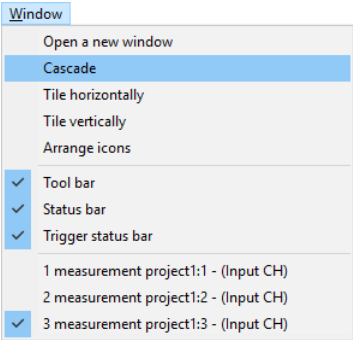 Window
Open a new window
Cascade
Tile horizontally
Tile vertically
Arrange icons
Tool bar
Status bar
Trigger status bar
1 measurement project1:1 - (Input CH)
2 measurement project1:2 - (Input CH)
3 measurement project1:3 - (Input CH)